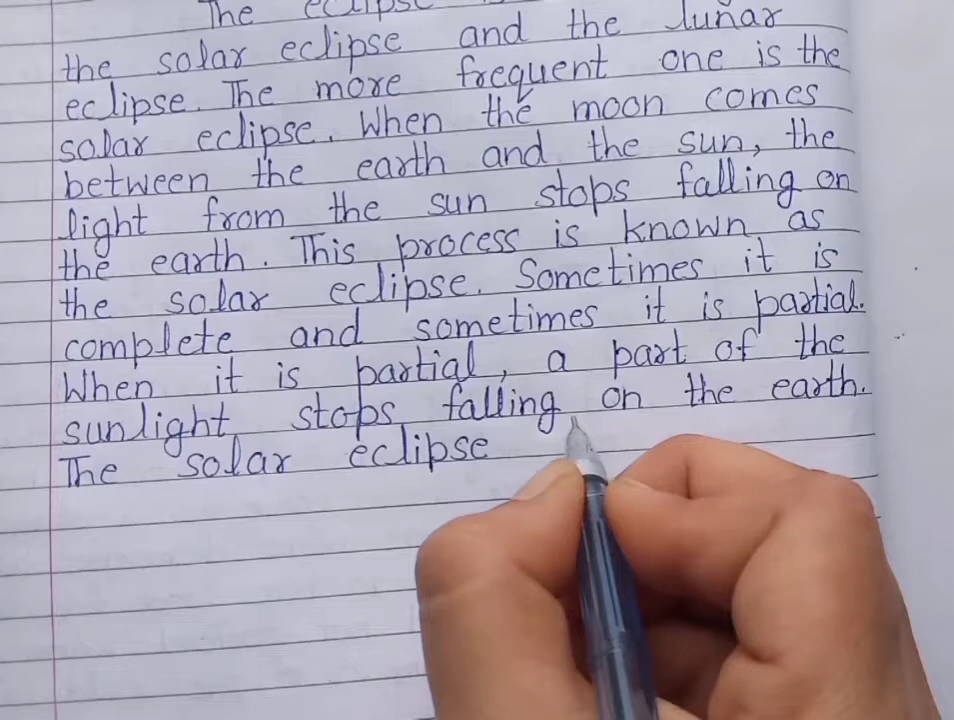 The eclipse
the solar eclipse and the lunar
eclipse. The more frequent one is the
solar eclipse. When the moon comes
between the earth and the sun, the
light from the sun stops falling on
the earth. This process is known as
the solar eclipse. Sometimes it is
complete and sometimes it is partial.
When it is partial, a part of the
sunlight stops falling on the earth.
The solar eclipse